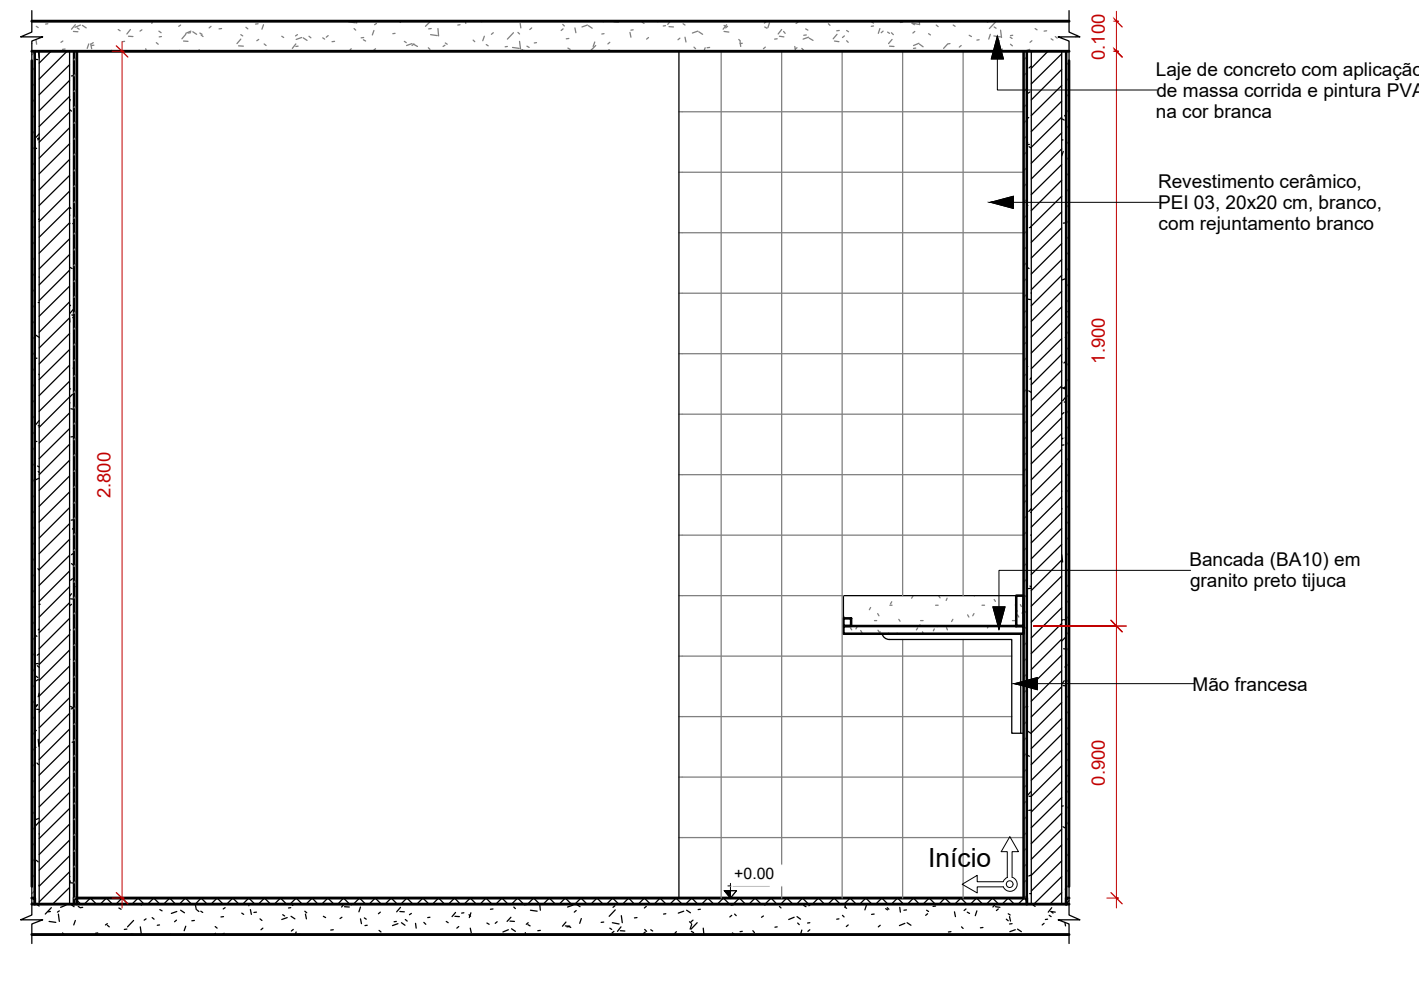 0.100
Laje de concreto com aplicação
de massa corrida e pintura PVA
na cor branca
Revestimento cerâmico,
PEI 03, 20x20 cm, branco,
com rejuntamento branco
1.900
2.800
Bancada (BA10) em
granito preto tijuca
Mão francesa
0.900
Início
+0.00